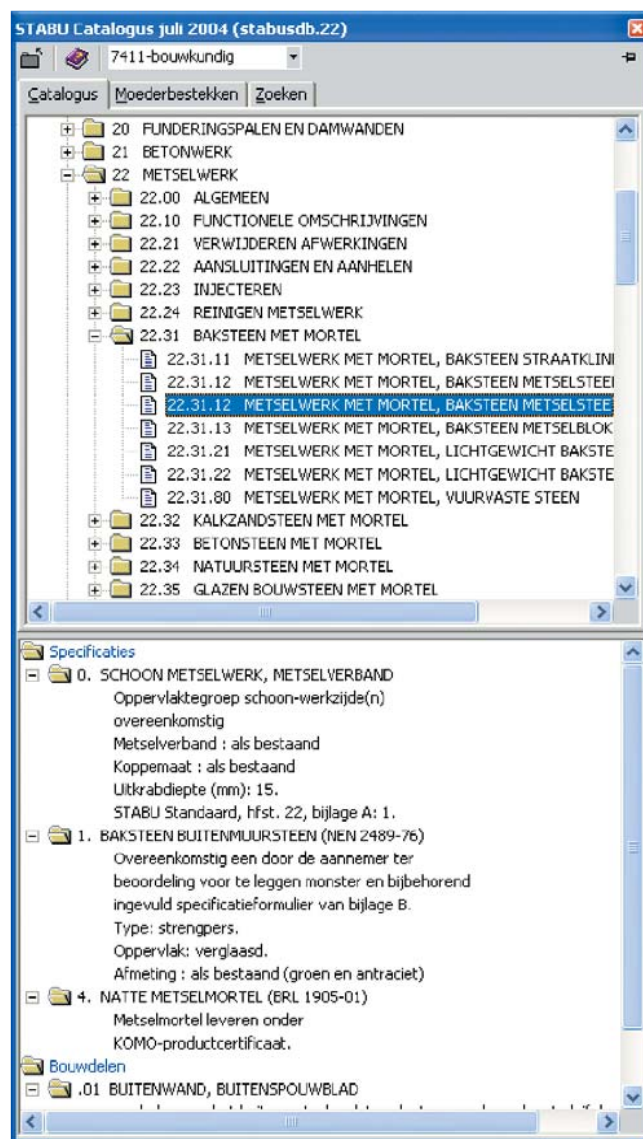 STABU Catalogus juli 2004 (stabusdb.22)
7411-bouwkundig
Catalogus Moederbestekken Zoeken
20 FUNDERINGSPALEN EN DAMWANDEN
21 BETONWERK
22 METSELWERK
22.00 ALGEMEEN
22.10 FUNCTIONELE OMSCHRIJVINGEN
22.21 VERWIJDEREN AFWERKINGEN
22.22 AANSLUITINGEN EN AANHELEN
22.23 INJECTEREN
22.24 REINIGEN METSELWERK
22.31 BAKSTEEN MET MORTEL
22.31.11 METSELWERK MET MORTEL, BAKSTEEN STRAATKLIN
22.31.12 METSELWERK MET MORTEL, BAKSTEEN METSELSTEE
22.31.12 METSELWERK MET MORTEL, BAKSTEEN METSELSTEE
22.31.13 METSELWERK MET MORTEL, BAKSTEEN METSELBLOK
22.31.21 METSELWERK MET MORTEL, LICHTGEWICHT BAKSTE
22.31.22 METSELWERK MET MORTEL, LICHTGEWICHT BAKSTE
22.31.80 METSELWERK MET MORTEL, VUURVASTE STEEN
22.32 KALKZANDSTEEN MET MORTEL
22.33 BETONSTEEN MET MORTEL
22.34 NATUURSTEEN MET MORTEL
22.35 GLAZEN BOUWSTEEN MET MORTEL
Specificaties
0. SCHOON METSELWERK, METSELVERBAND
Oppervlaktegroep schoon-werkzijde(n)
overeenkomstig
Metselverband : als bestaand
Koppemaat : als bestaand
Uitkrabdiepte (mm): 15.
STABU Standaard, hfst. 22, bijlage A: 1.
1. BAKSTEEN BUITENMUURSTEEN (NEN 2489-76)
Overeenkomstig een door de aannemer ter
beoordeling voor te leggen monster en bijbehorend
ingevuld specificatieformulier van bijlage B.
Type: strengpers.
Oppervlak: verglaasd.
Afmeting : als bestaand (groen en antraciet)
4. NATTE METSELMORTEL (BRL 1905-01)
Metselmortel leveren onder
KOMO-productcertificaat.
Bouwdelen
.01 BUITENWAND, BUITENSPOUWBLAD